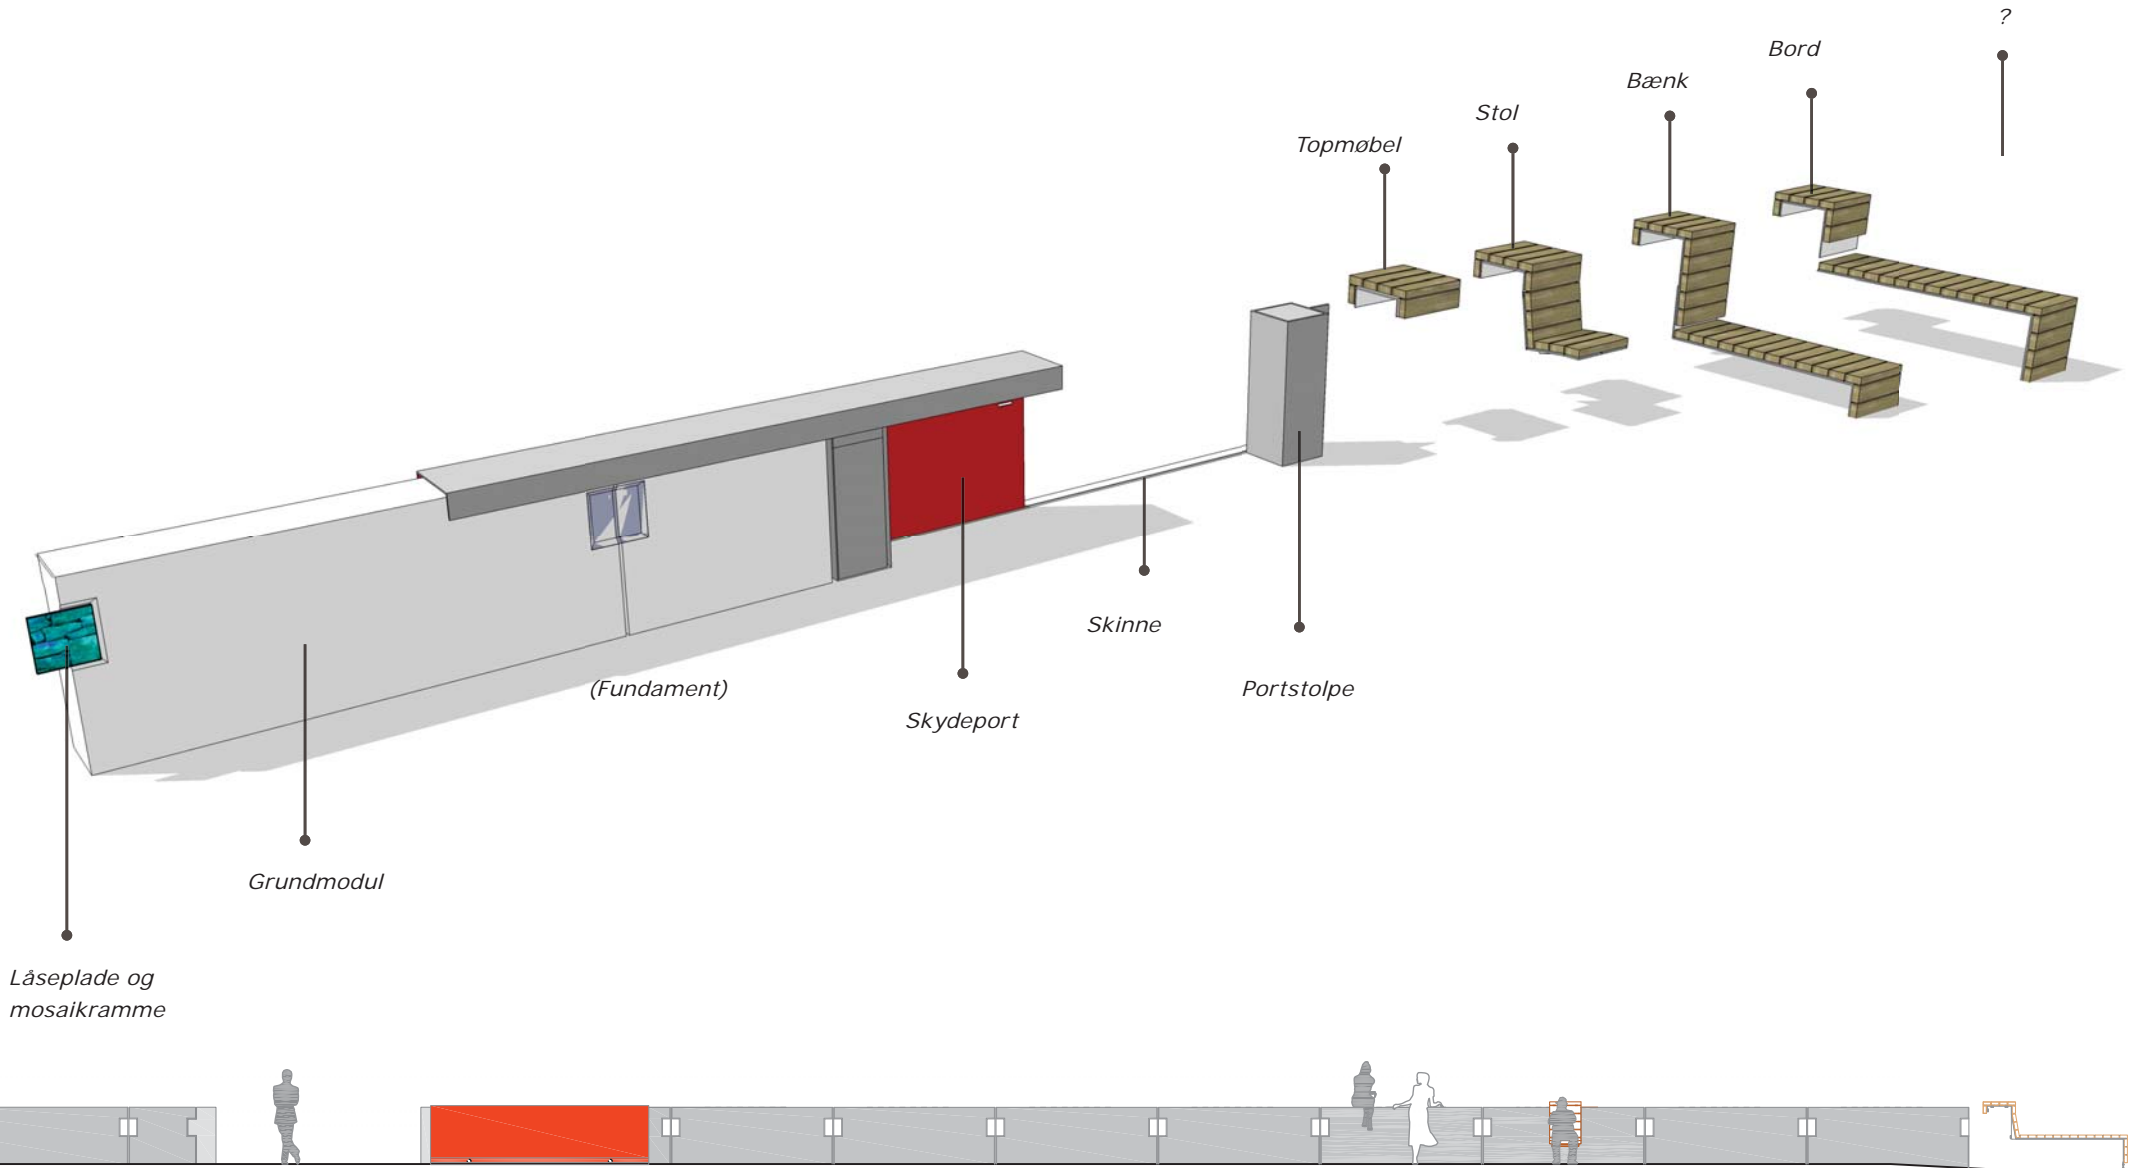 ?
Bord
Bænk
Stol
Topmøbel
Skinne
(Fundament)
Portstolpe
Skydeport
Grundmodul
Låseplade og
mosaikramme